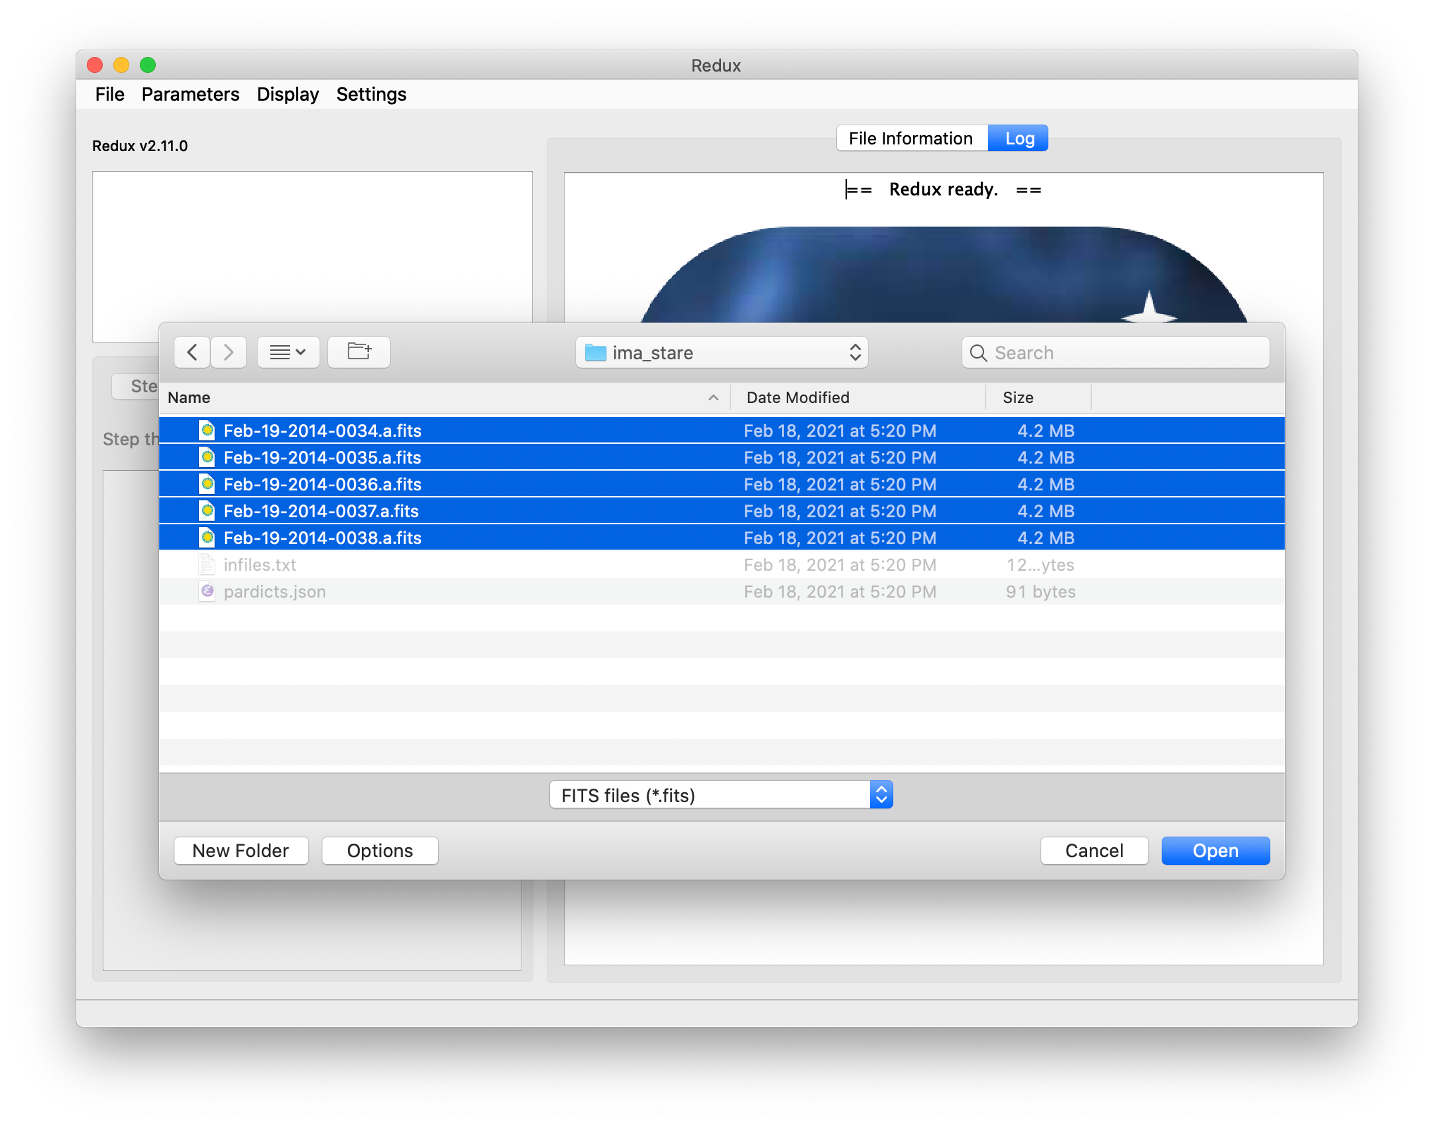 Redux
File Parameters Display Settings
Redux v2.11.0
File Information Log
== Redux ready. ==
ima_stare
Search
Ste
Step th
Name Date Modified Size
Feb-19-2014-0034.a.fits Feb 18, 2021 at 5:20 PM 4.2 MB
Feb-19-2014-0035.a.fits Feb 18, 2021 at 5:20 PM 4.2 MB
Feb-19-2014-0036.a.fits Feb 18, 2021 at 5:20 PM 4.2 MB
Feb-19-2014-0037.a.fits Feb 18, 2021 at 5:20 PM 4.2 MB
Feb-19-2014-0038.a.fits Feb 18, 2021 at 5:20 PM 4.2 MB
infiles.txt Feb 18, 2021 at 5:20 PM 12...ytes
pardicts.json Feb 18, 2021 at 5:20 PM 91 bytes
FITS files (*.fits)
New Folder Options Cancel Open